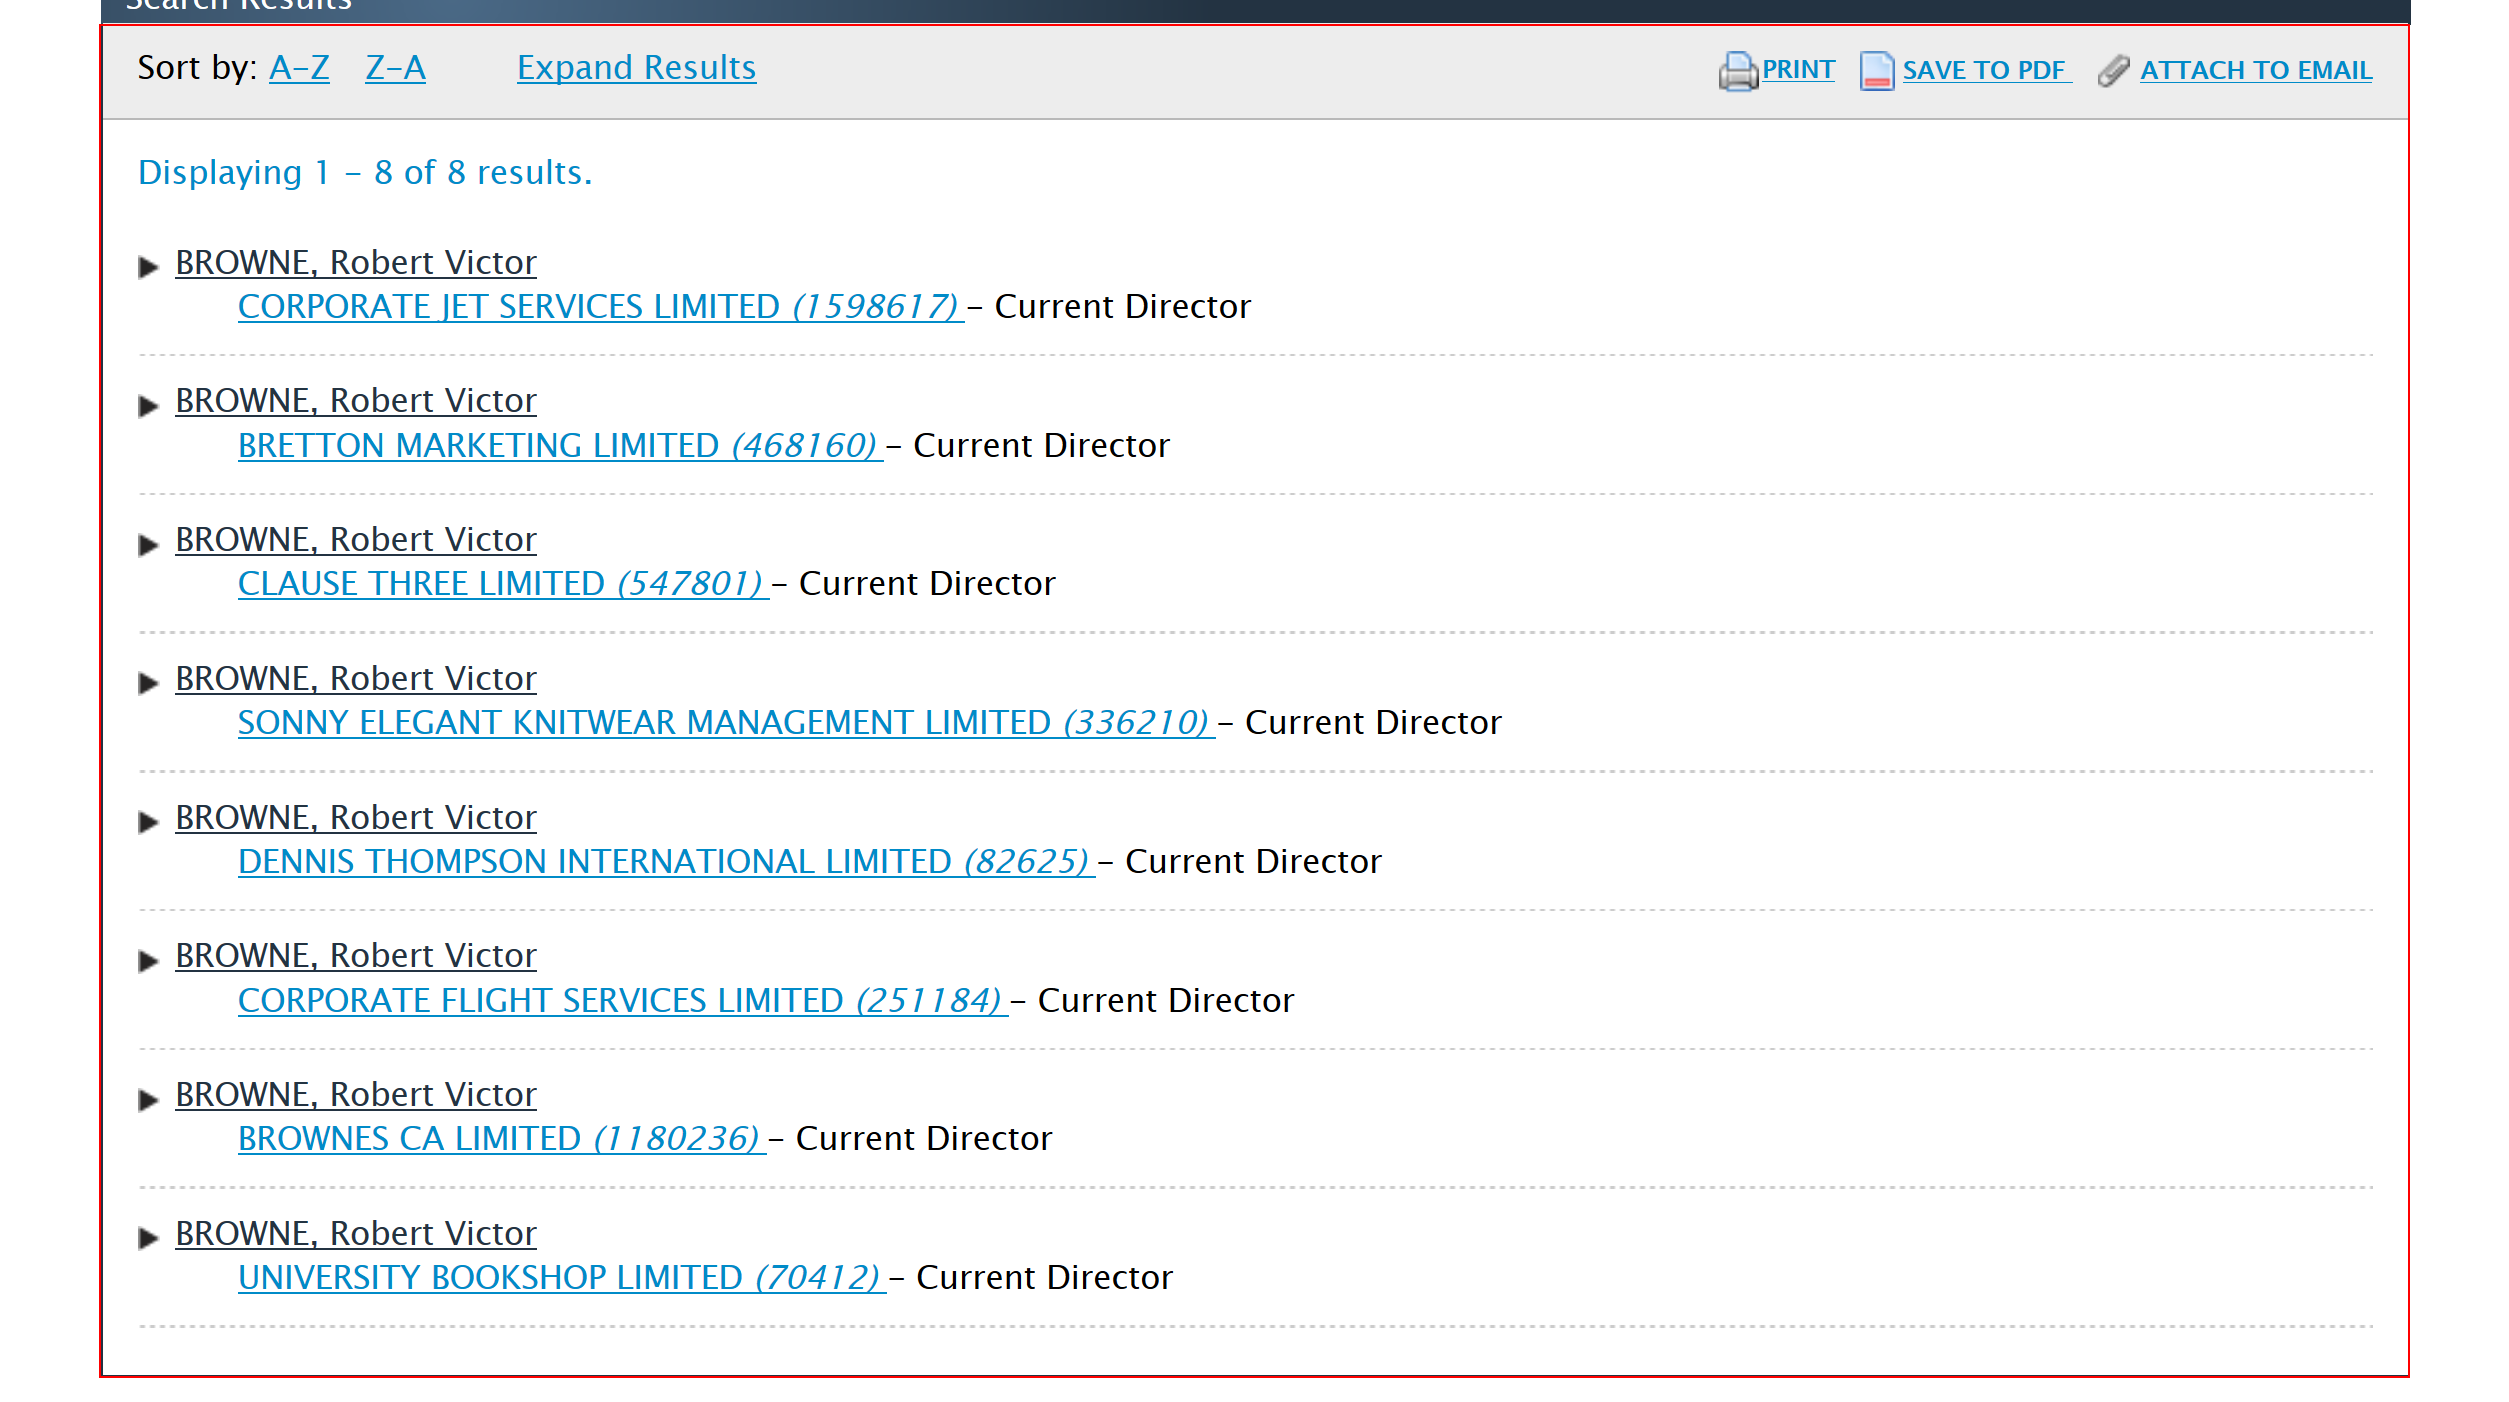 Search Results
Sort by: A-Z Z-A Expand Results PRINT SAVE TO PDF ATTACH TO EMAIL
Displaying 1 - 8 of 8 results.
BROWNE, Robert Victor
CORPORATE JET SERVICES LIMITED (1598617) - Current Director
BROWNE, Robert Victor
BRETTON MARKETING LIMITED (468160) - Current Director
BROWNE, Robert Victor
CLAUSE THREE LIMITED (547801) - Current Director
BROWNE, Robert Victor
SONNY ELEGANT KNITWEAR MANAGEMENT LIMITED (336210) - Current Director
BROWNE, Robert Victor
DENNIS THOMPSON INTERNATIONAL LIMITED (82625) - Current Director
BROWNE, Robert Victor
CORPORATE FLIGHT SERVICES LIMITED (251184) - Current Director
BROWNE, Robert Victor
BROWNES CA LIMITED (1180236) - Current Director
BROWNE, Robert Victor
UNIVERSITY BOOKSHOP LIMITED (70412) - Current Director